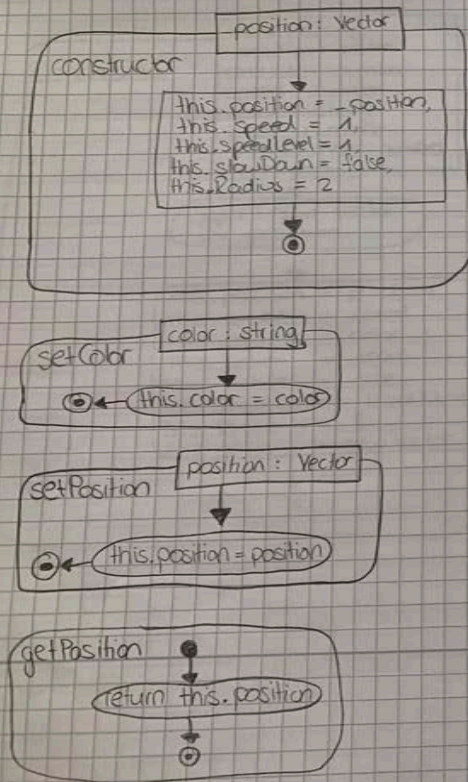 position: Vector
constructor
this.position = _position,
this.speed = 1,
this.speedLevel = 1,
this.slowDown = false,
this.Radius = 2
color: string
setColor
this.color = color
position: Vector
setPosition
this.position = position
getPosition
return this.position